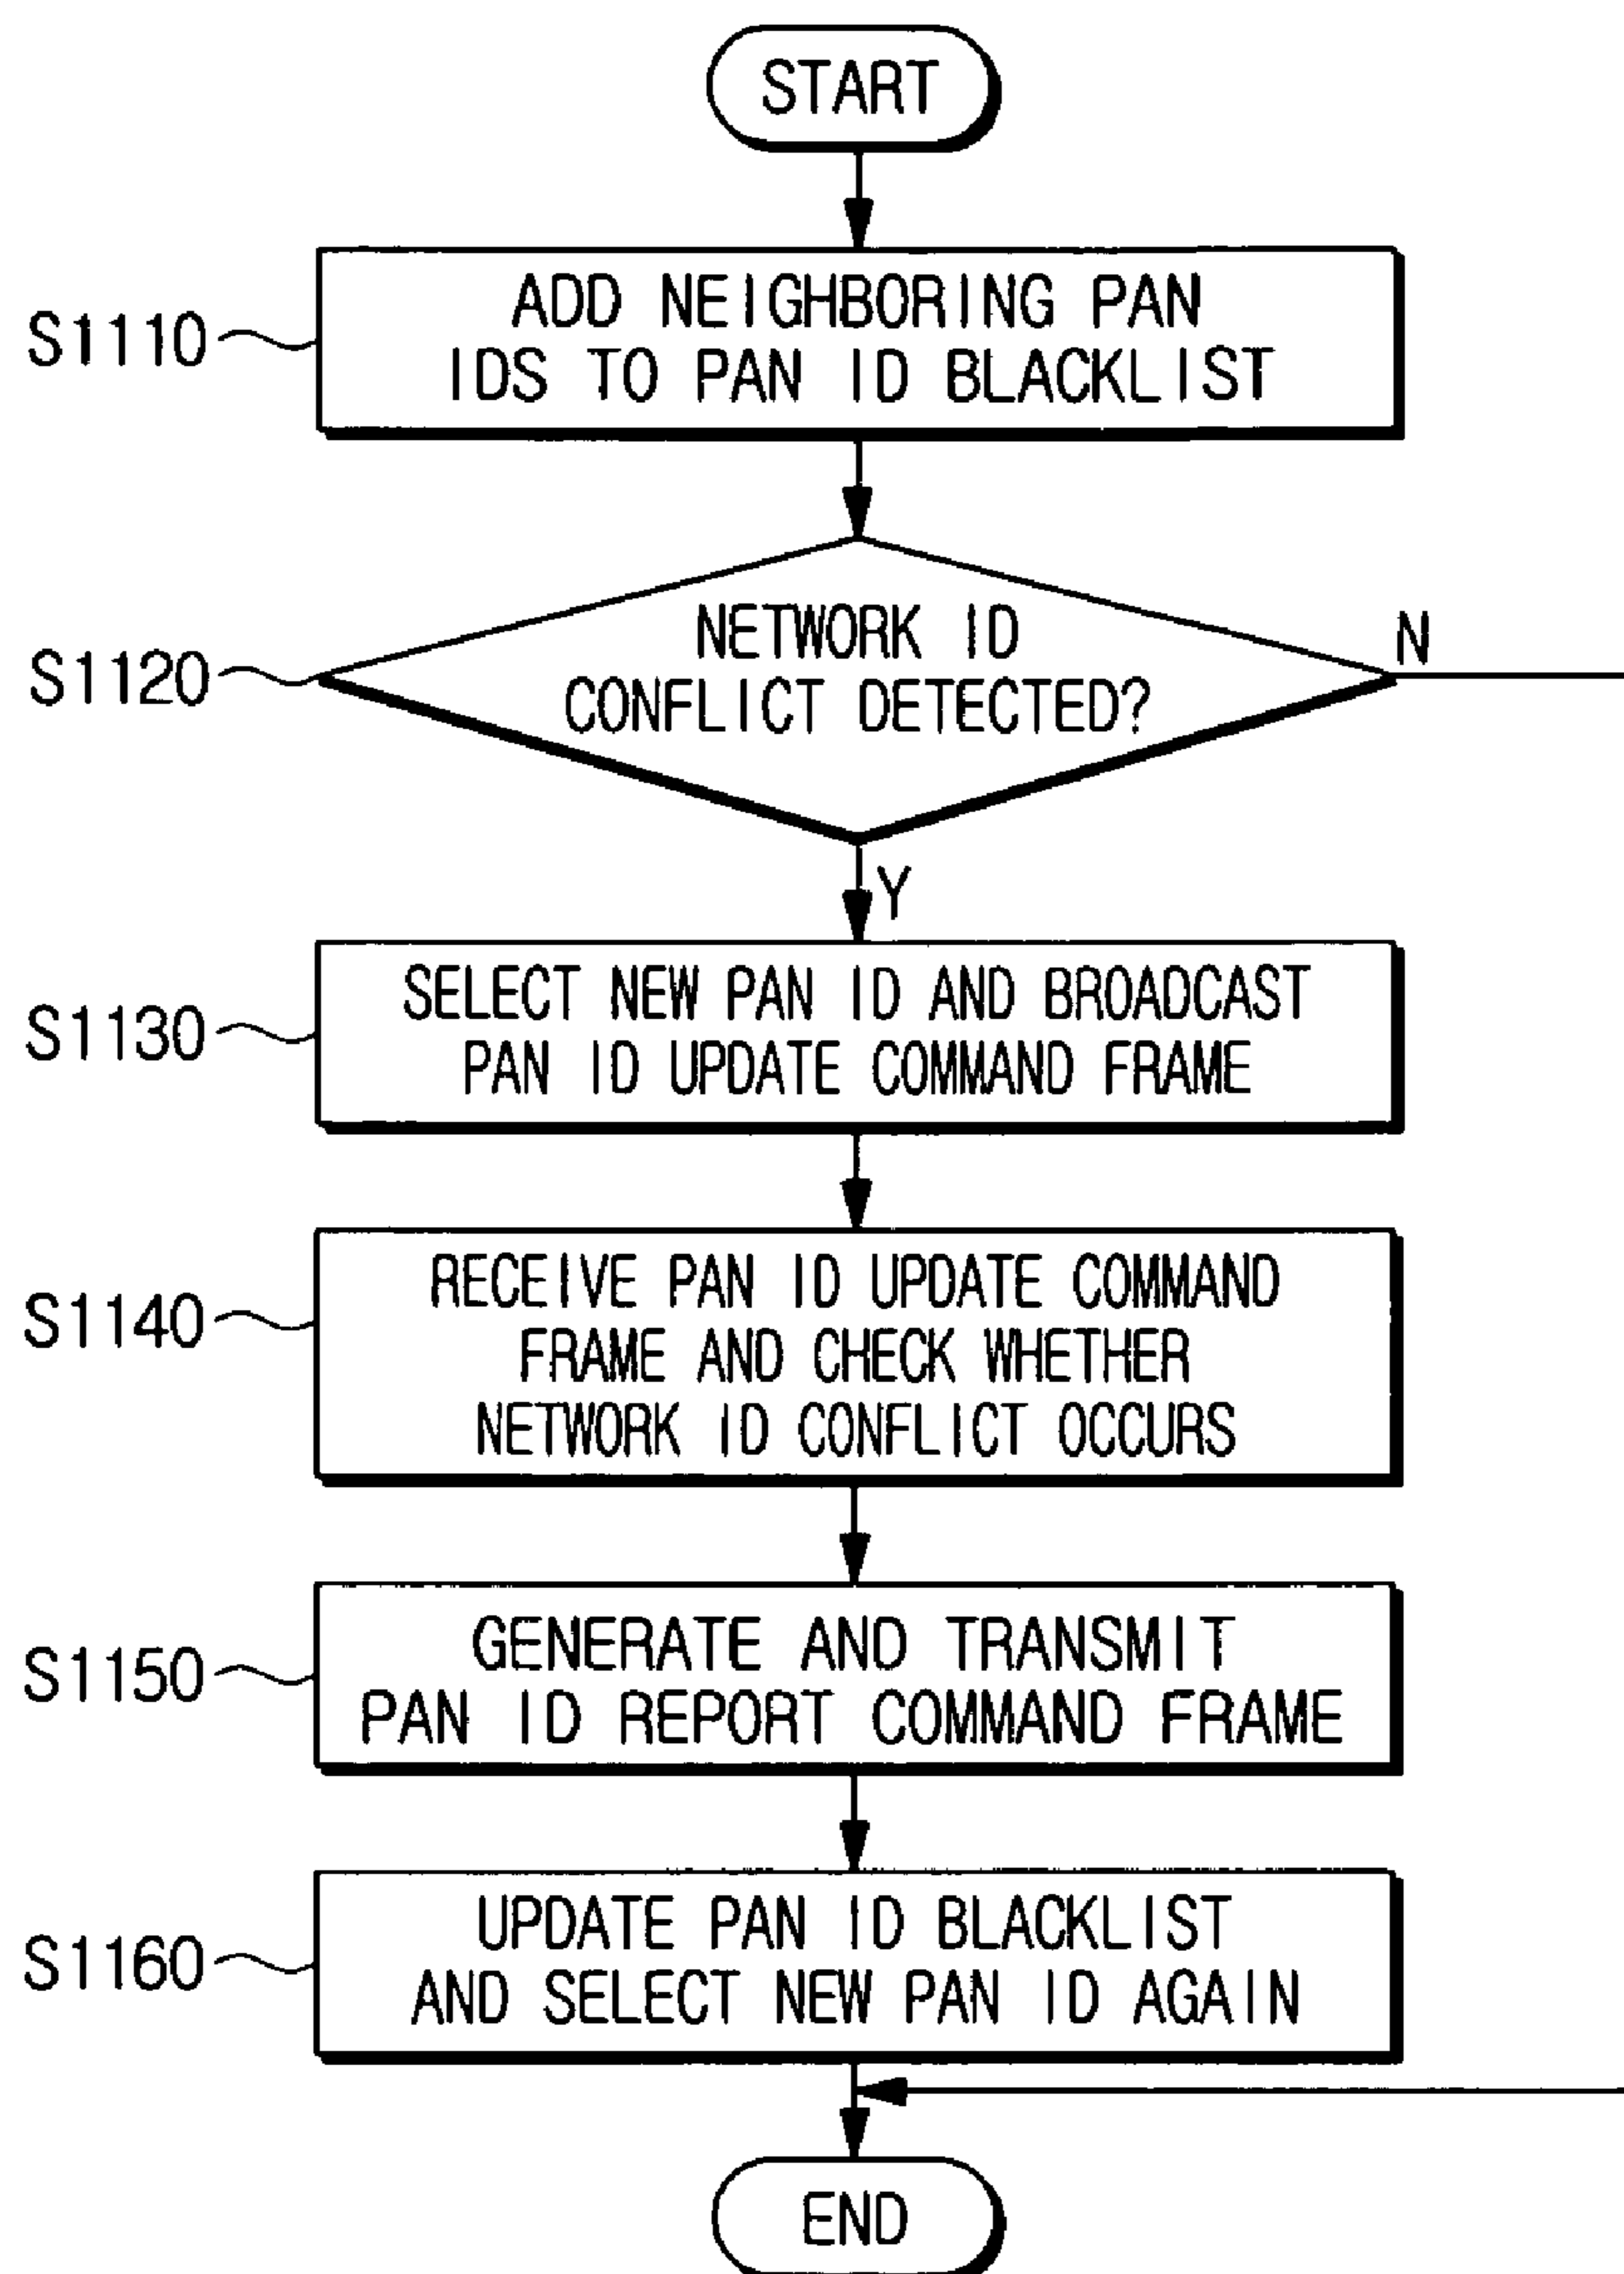 START
S1110
ADD NEIGHBORING PAN
IDS TO PAN ID BLACKLIST
S1120
NETWORK ID
CONFLICT DETECTED?
N
Y
S1130
SELECT NEW PAN ID AND BROADCAST
PAN ID UPDATE COMMAND FRAME
S1140
RECEIVE PAN ID UPDATE COMMAND
FRAME AND CHECK WHETHER
NETWORK ID CONFLICT OCCURS
S1150
GENERATE AND TRANSMIT
PAN ID REPORT COMMAND FRAME
S1160
UPDATE PAN ID BLACKLIST
AND SELECT NEW PAN ID AGAIN
END